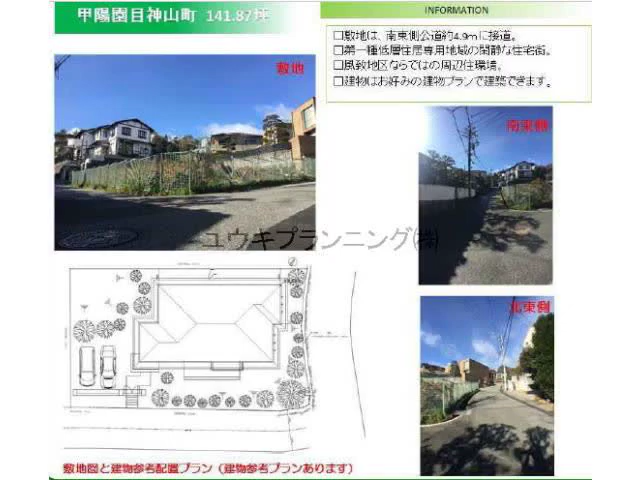 甲陽園目神山町 141.87坪
INFORMATION
□敷地は、南東側公道約4.9mに接道。
□第一種低層住居専用地域の閑静な住宅街。
□風致地区ならではの周辺住環境。
□建物はお好みの建物プランで建築できます。
敷地
南東側
ユウキプランニング㈱
北東側
敷地図と建物参考配置プラン（建物参考プランあります）